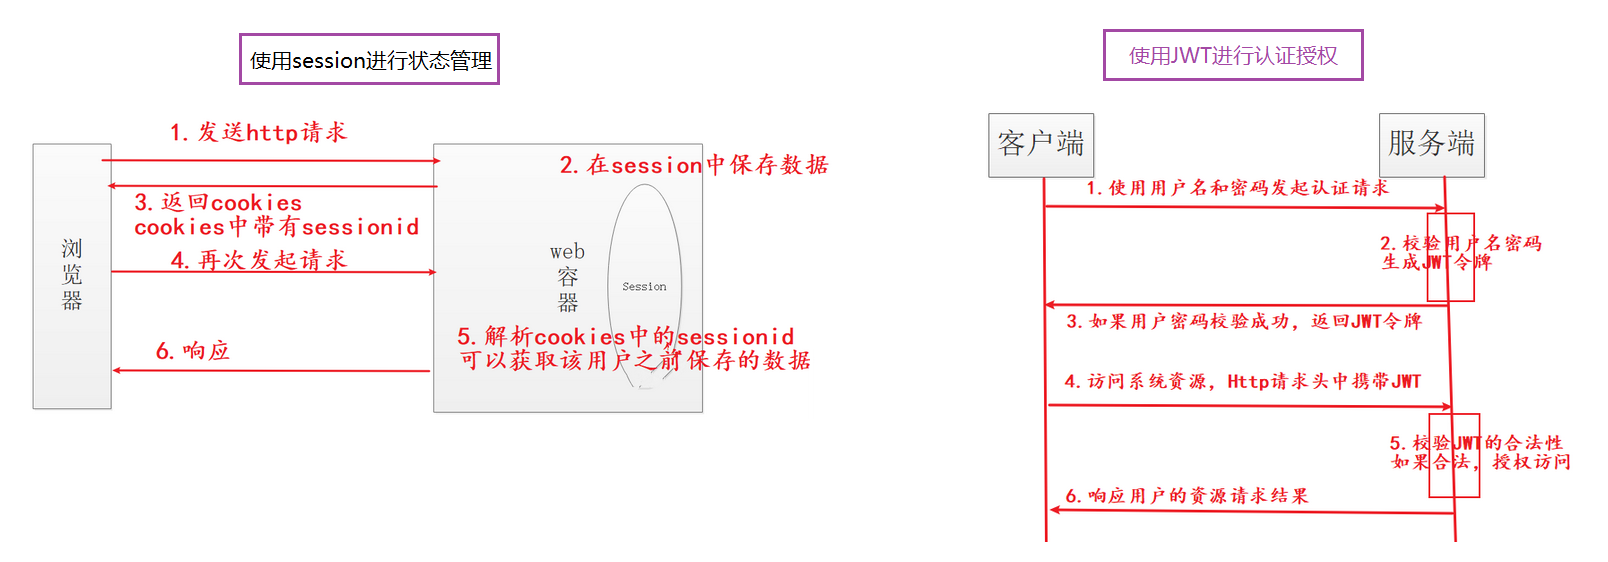 使用session进行状态管理
1.发送http请求
2.在session中保存数据
3.返回cookies
cookies中带有sessionid
4.再次发起请求
浏
览
器
web
容
器
Session
5.解析cookies中的sessionid
可以获取该用户之前保存的数据
6.响应
使用JWT进行认证授权
客户端
服务端
1.使用用户名和密码发起认证请求
2.校验用户名密码
生成JWT令牌
3.如果用户密码校验成功，返回JWT令牌
4.访问系统资源，Http请求头中携带JWT
5.校验JWT的合法性
如果合法，授权访问
6.响应用户的资源请求结果